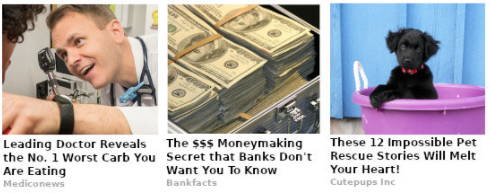 Leading Doctor Reveals
the No. 1 Worst Carb You
Are Eating
Mediconews
The $$$ Moneymaking
Secret that Banks Don't
Want You To Know
Bankfacts
These 12 Impossible Pet
Rescue Stories Will Melt
Your Heart!
Cutepups Inc